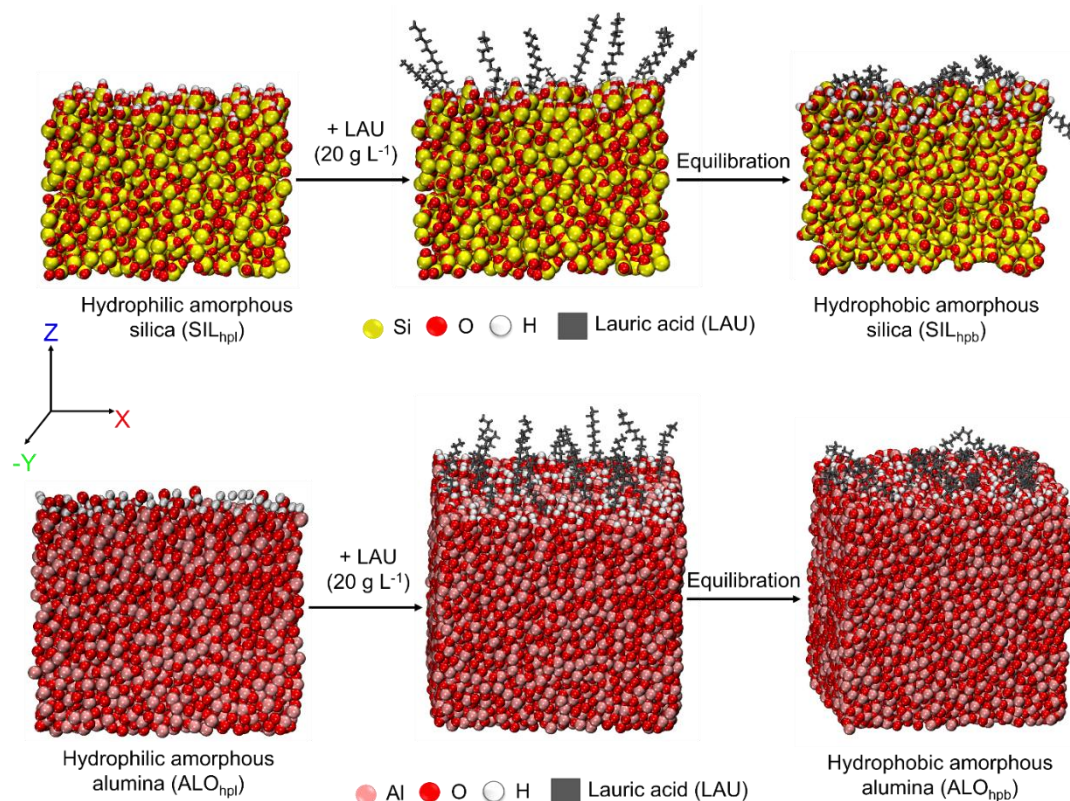 + LAU
(20 g L⁻¹)
Equilibration
Hydrophilic amorphous
silica (SILhpl)
Si O H Lauric acid (LAU)
Hydrophobic amorphous
silica (SILhpb)
Z
X
-Y
+ LAU
(20 g L⁻¹)
Equilibration
Hydrophilic amorphous
alumina (ALOhpl)
Al O H Lauric acid (LAU)
Hydrophobic amorphous
alumina (ALOhpb)